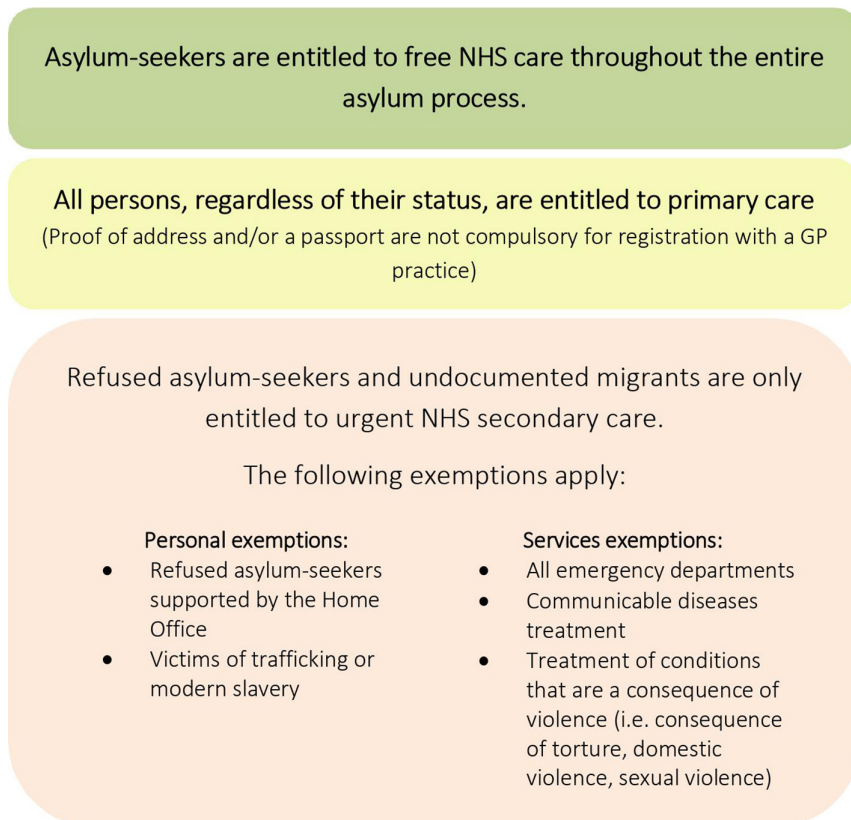 Asylum-seekers are entitled to free NHS care throughout the entire
asylum process.
All persons, regardless of their status, are entitled to primary care
(Proof of address and/or a passport are not compulsory for registration with a GP
practice)
Refused asylum-seekers and undocumented migrants are only
entitled to urgent NHS secondary care.
The following exemptions apply:
Personal exemptions:
• Refused asylum-seekers
supported by the Home
Office
• Victims of trafficking or
modern slavery
Services exemptions:
• All emergency departments
• Communicable diseases
treatment
• Treatment of conditions
that are a consequence of
violence (i.e. consequence
of torture, domestic
violence, sexual violence)